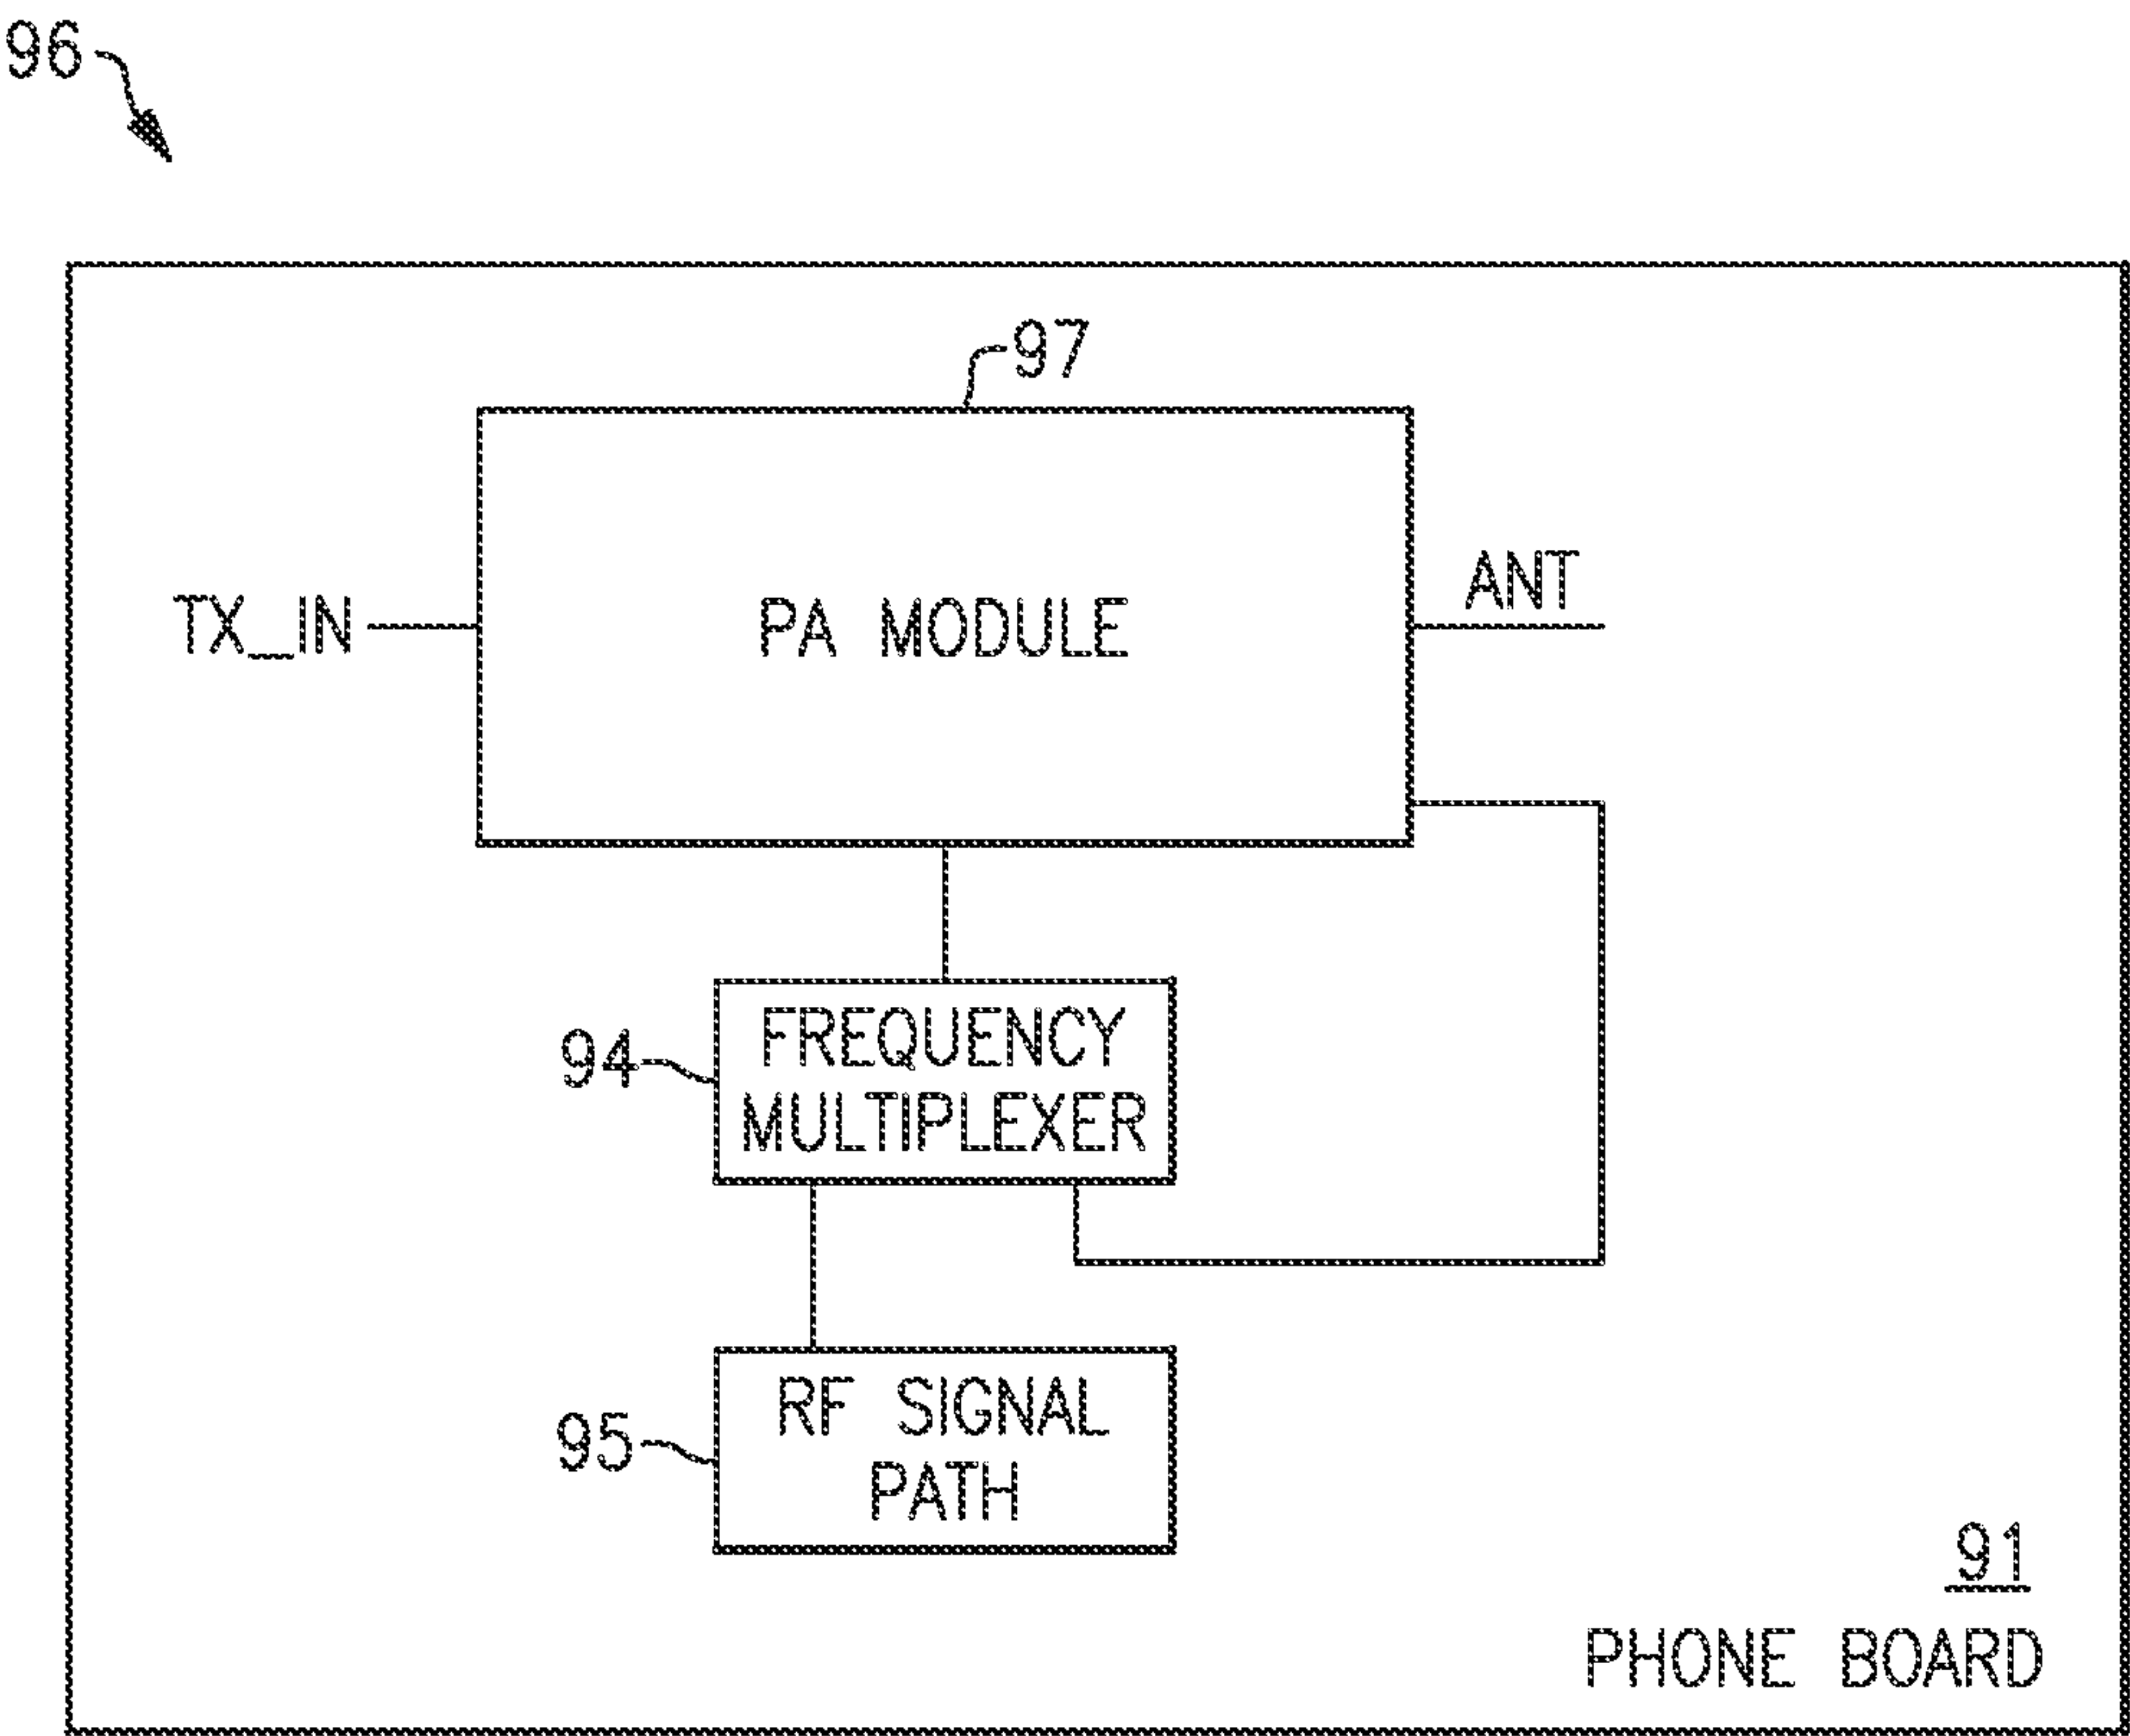 96
97
TX_IN
PA MODULE
ANT
94
FREQUENCY
MULTIPLEXER
95
RF SIGNAL
PATH
91
PHONE BOARD